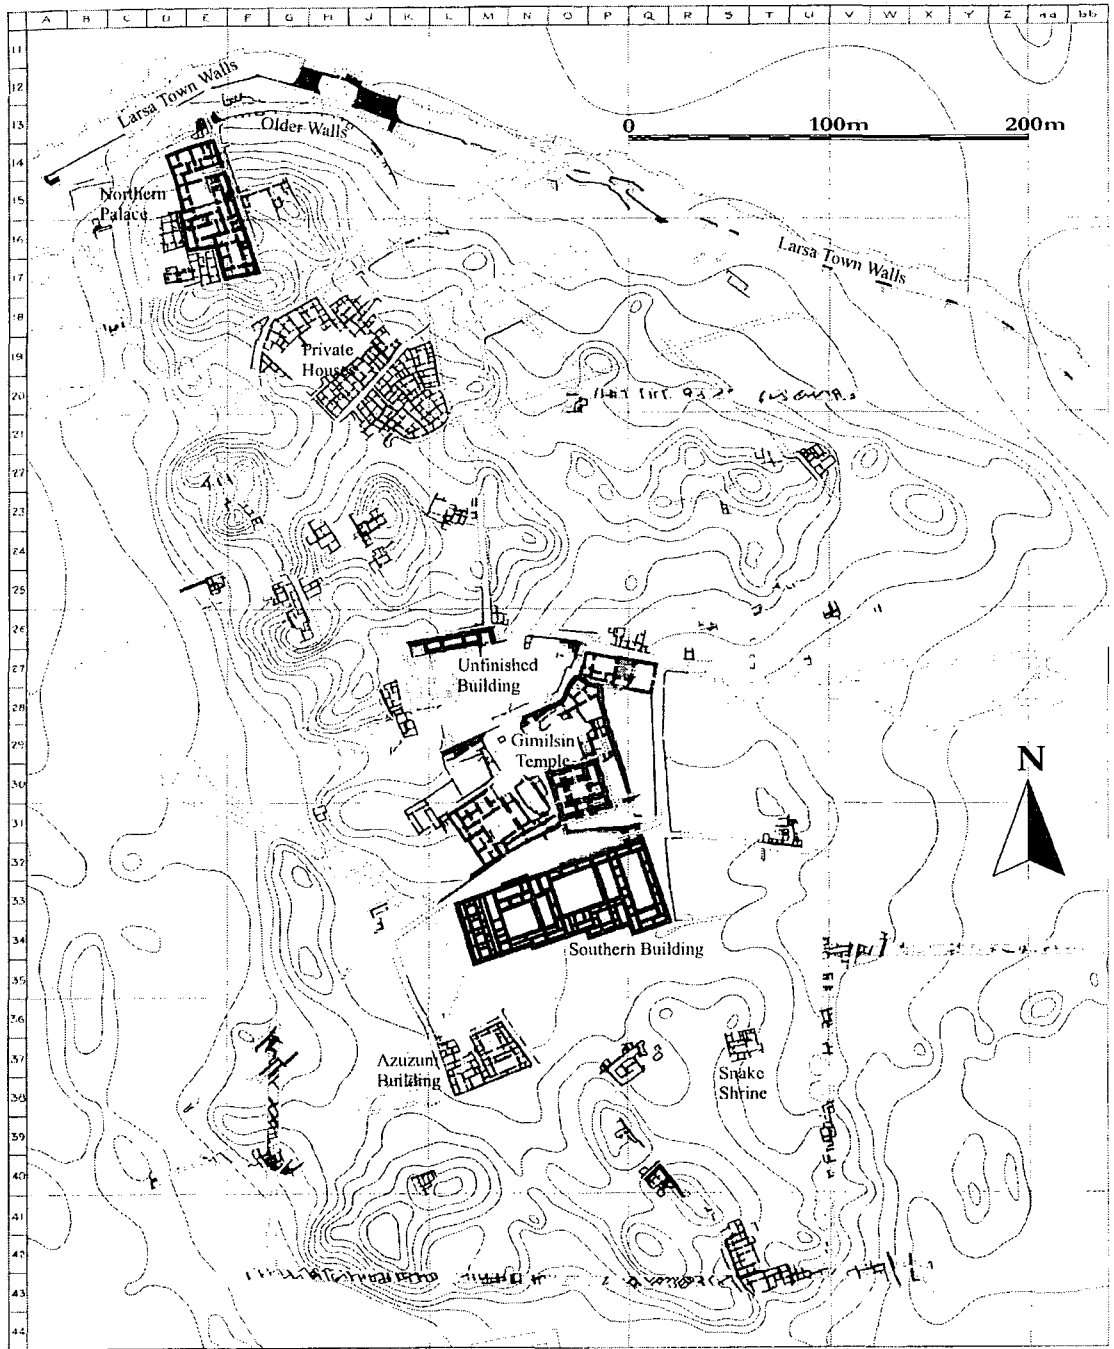 A B C D E F G H I J K L M N O P Q R S T U V W X Y Z aa bb
11
12
13
14
15
16
17
18
19
20
21
22
23
24
25
26
27
28
29
30
31
32
33
34
35
36
37
38
39
40
41
42
43
44
Larsa Town Walls
Older Walls
0 100m 200m
Northern
Palace
Larsa Town Walls
Private
Houses
Unfinished
Building
Gimilsin
Temple
N
Southern Building
Azuzum
Building
Snake
Shrine